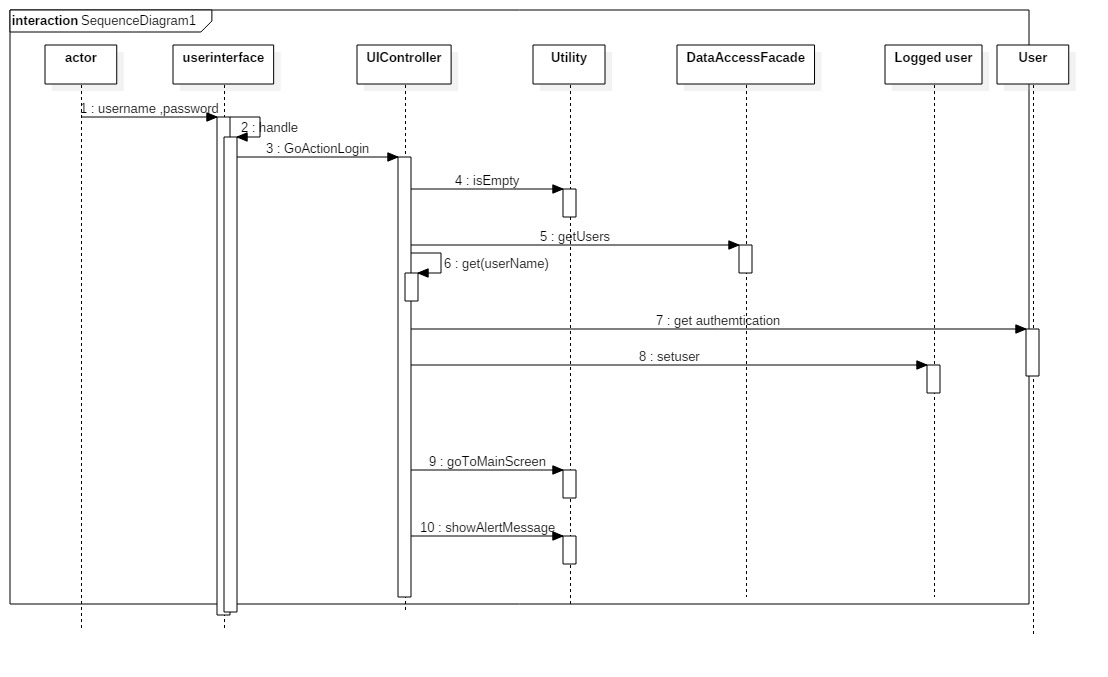 interaction SequenceDiagram1
actor
userinterface
UIController
Utility
DataAccessFacade
Logged user
User
1 : username ,password
2 : handle
3 : GoActionLogin
4 : isEmpty
5 : getUsers
6 : get(userName)
7 : get authemtication
8 : setuser
9 : goToMainScreen
10 : showAlertMessage